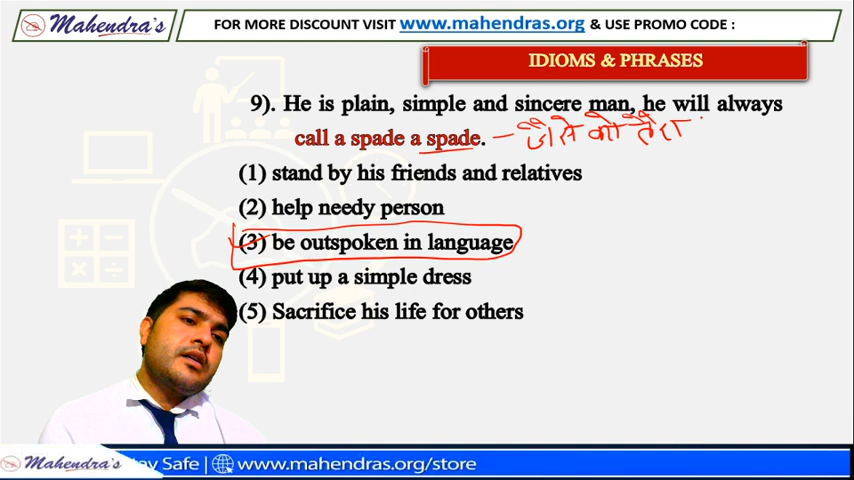 Mahendra's
FOR MORE DISCOUNT VISIT www.mahendras.org & USE PROMO CODE :
IDIOMS & PHRASES
9). He is plain, simple and sincere man, he will always
call a spade a spade. – जैसे को तैसा
(1) stand by his friends and relatives
(2) help needy person
(3) be outspoken in language
(4) put up a simple dress
(5) Sacrifice his life for others
Mahendra's Stay Safe | www.mahendras.org/store